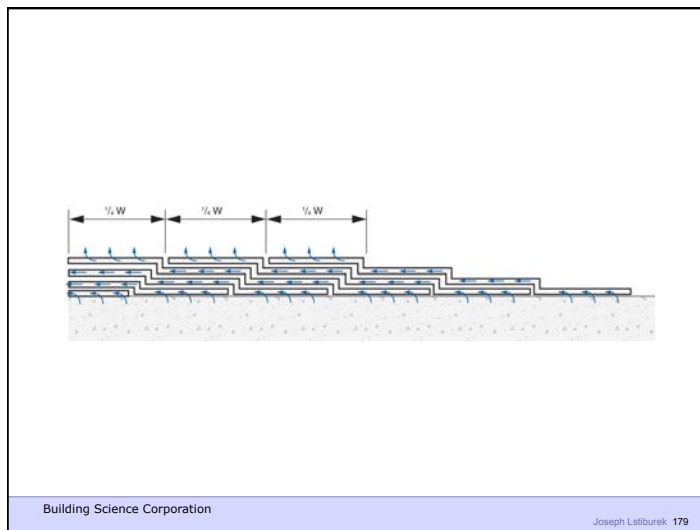 ¼ W ¼ W ¼ W
Building Science Corporation
Joseph Lstiburek 179